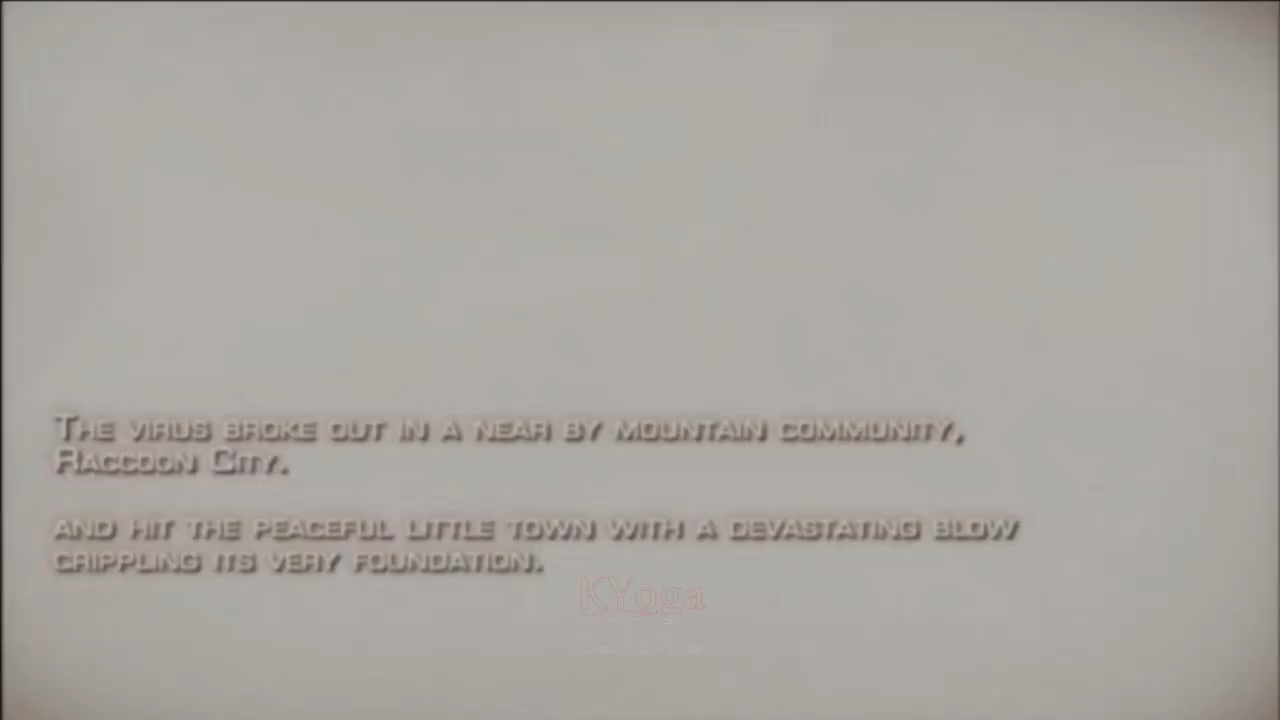 The virus broke out in a near by mountain community,
Raccoon City.
and hit the peaceful little town with a devastating blow
crippling its very foundation.
KYoga